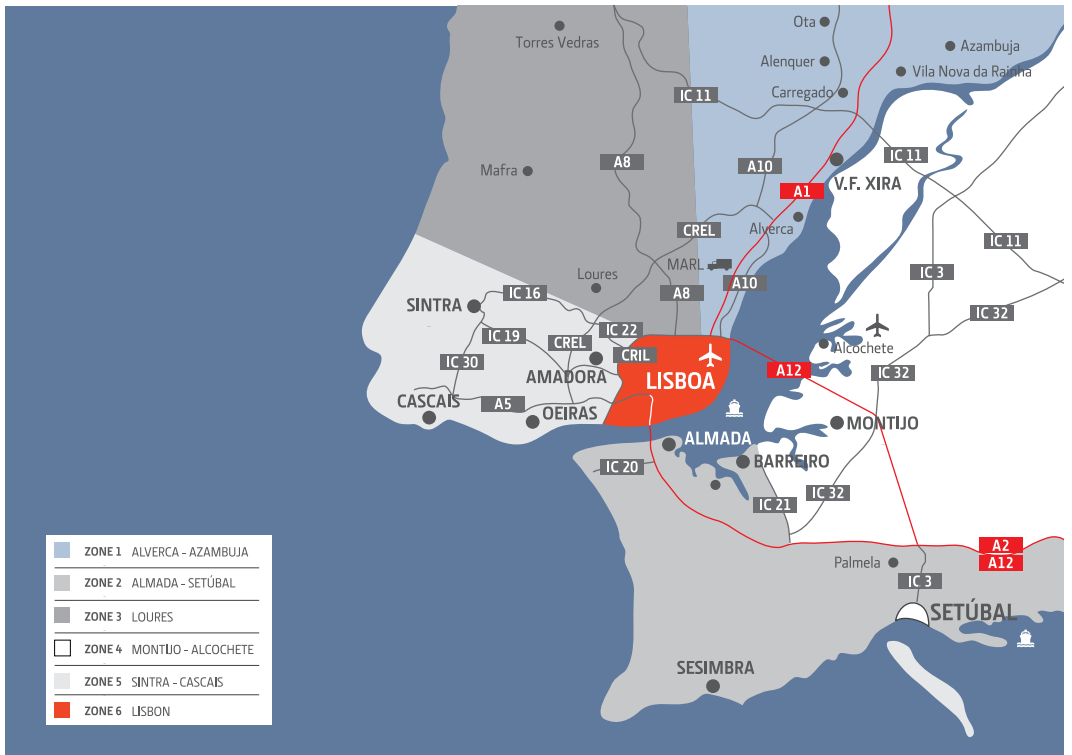 Ota
Torres Vedras
Azambuja
Alenquer
Vila Nova da Rainha
Carregado
IC 11
IC 11
A8
A10
Mafra
V.F. XIRA
A1
Alverca
CREL
IC 11
MARL
IC 3
Loures
A10
IC 16
A8
SINTRA
IC 32
IC 22
IC 19
CREL
Alcochete
CRIL
IC 30
A12
IC 32
AMADORA
LISBOA
CASCAIS
A5
OEIRAS
MONTIJO
ALMADA
BARREIRO
IC 20
IC 32
IC 21
A2
A12
Palmela
IC 3
SETÚBAL
SESIMBRA
ZONE 1 ALVERCA - AZAMBUJA
ZONE 2 ALMADA - SETÚBAL
ZONE 3 LOURES
ZONE 4 MONTIJO - ALCOCHETE
ZONE 5 SINTRA - CASCAIS
ZONE 6 LISBON